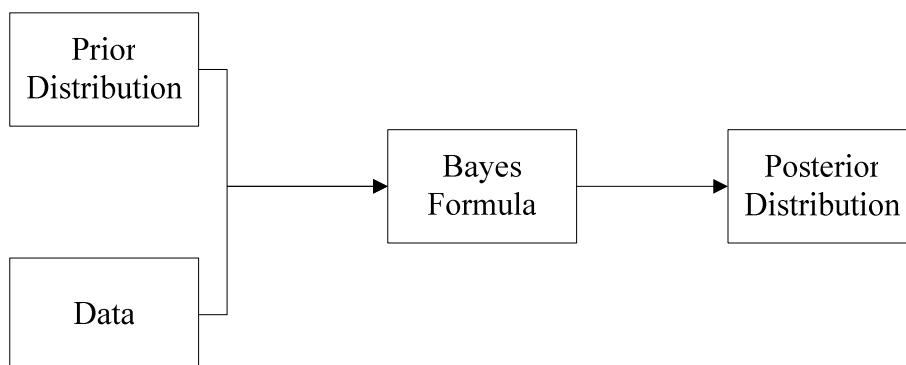 Prior
Distribution
Bayes
Formula
Posterior
Distribution
Data